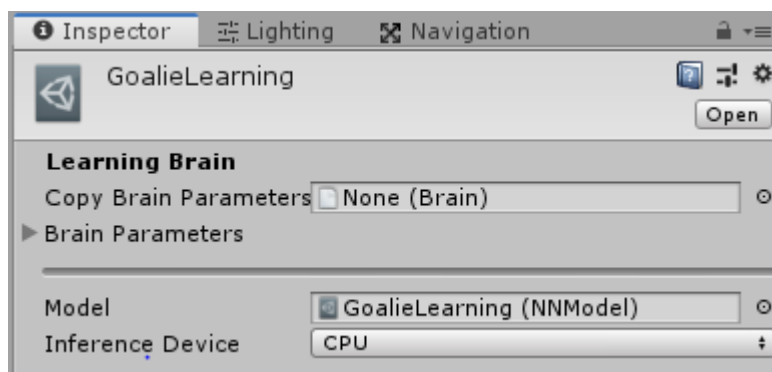 Inspector Lighting Navigation
GoalieLearning
Open
Learning Brain
Copy Brain Parameters None (Brain)
Brain Parameters
Model GoalieLearning (NNModel)
Inference Device CPU